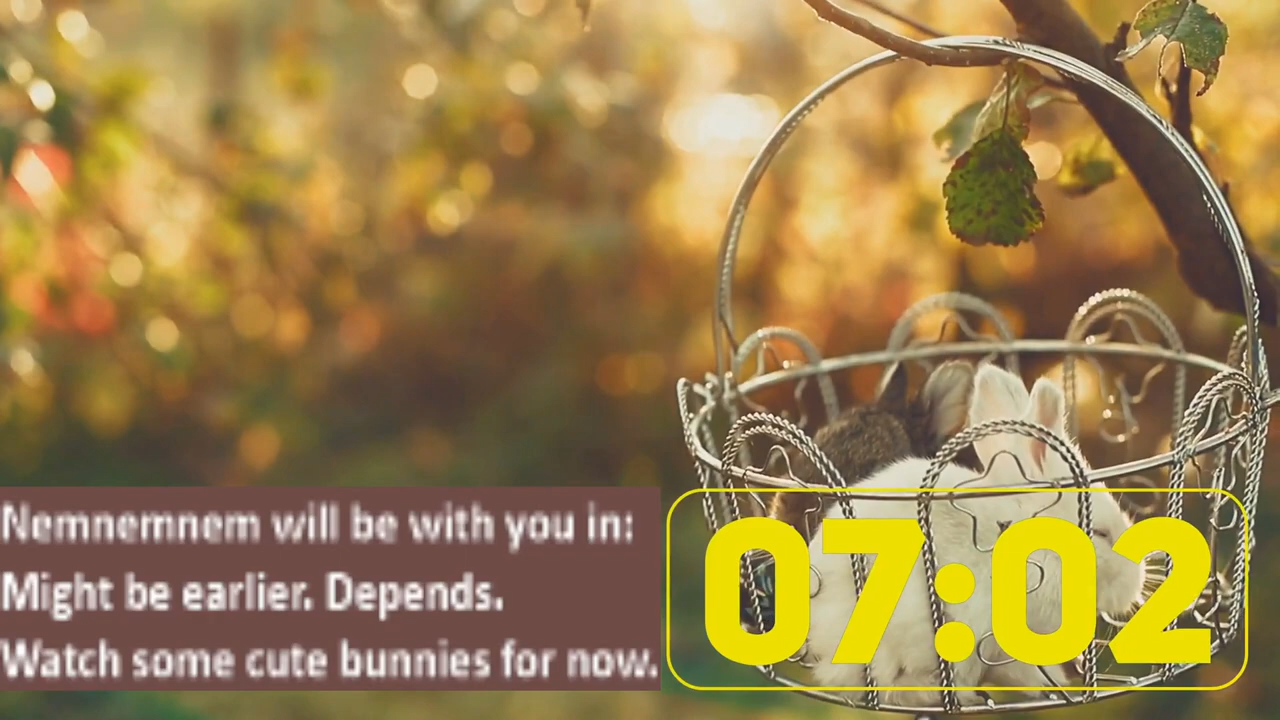 Nemnemnem will be with you in:
Might be earlier. Depends.
Watch some cute bunnies for now.
07:02